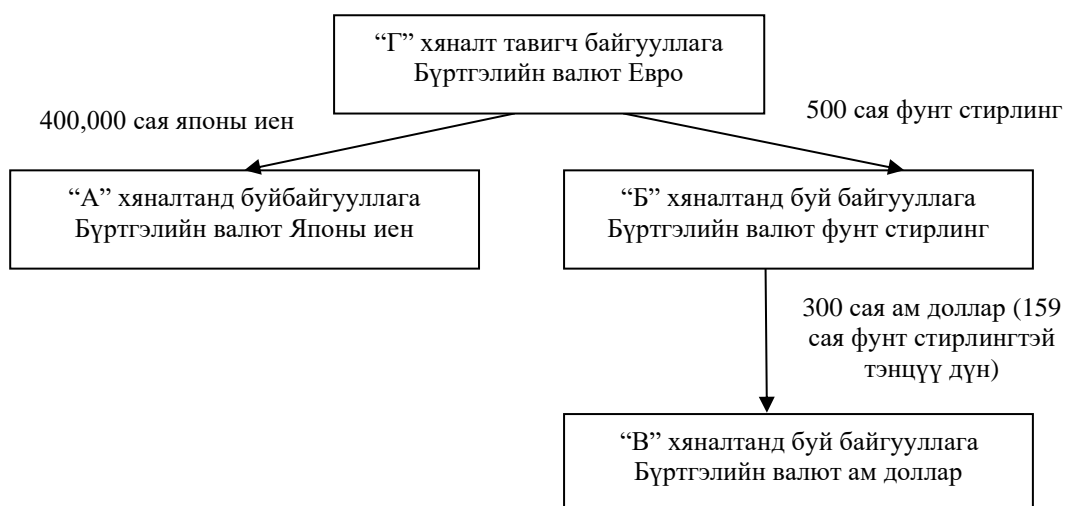 “Г” хяналт тавигч байгууллага
Бүртгэлийн валют Евро
400,000 сая японы иен
500 сая фунт стирлинг
“А” хяналтанд буйбайгууллага
Бүртгэлийн валют Японы иен
“Б” хяналтанд буй байгууллага
Бүртгэлийн валют фунт стирлинг
300 сая ам доллар (159
сая фунт стирлингтэй
тэнцүү дүн)
“В” хяналтанд буй байгууллага
Бүртгэлийн валют ам доллар